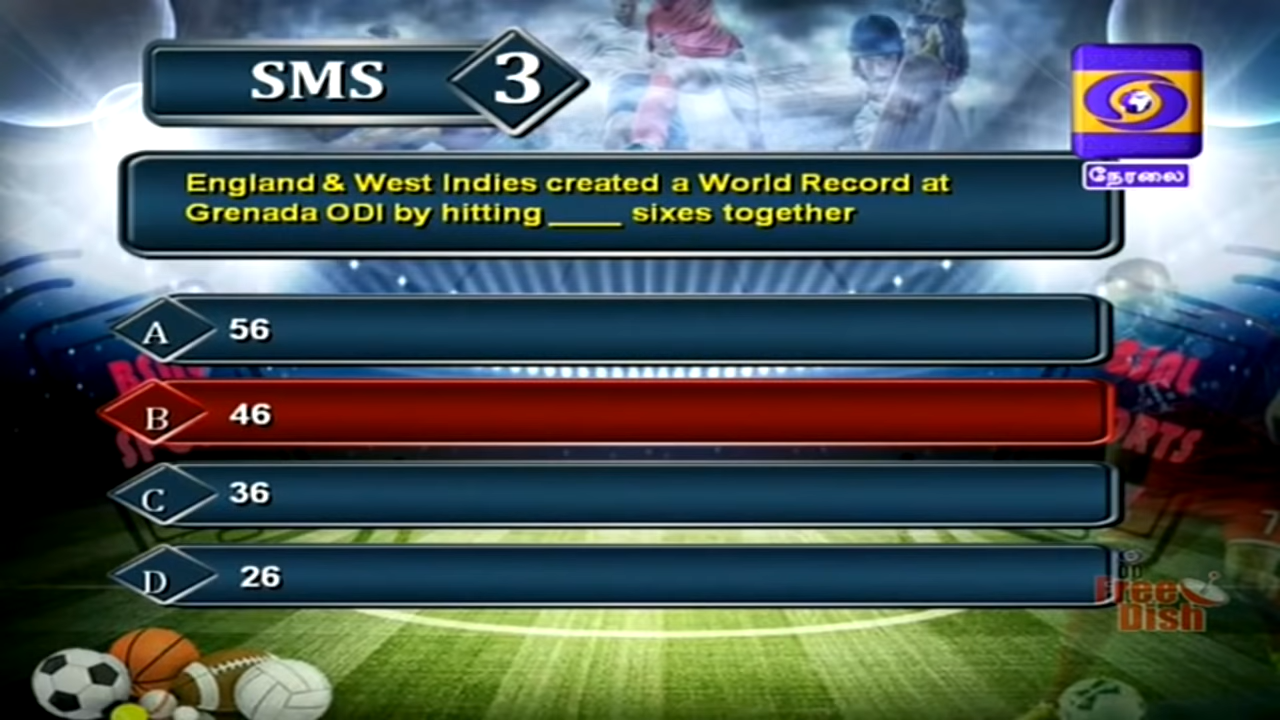 SMS 3
நேரலை
England & West Indies created a World Record at
Grenada ODI by hitting ____ sixes together
A 56
B 46
C 36
D 26
DD
Free
Dish